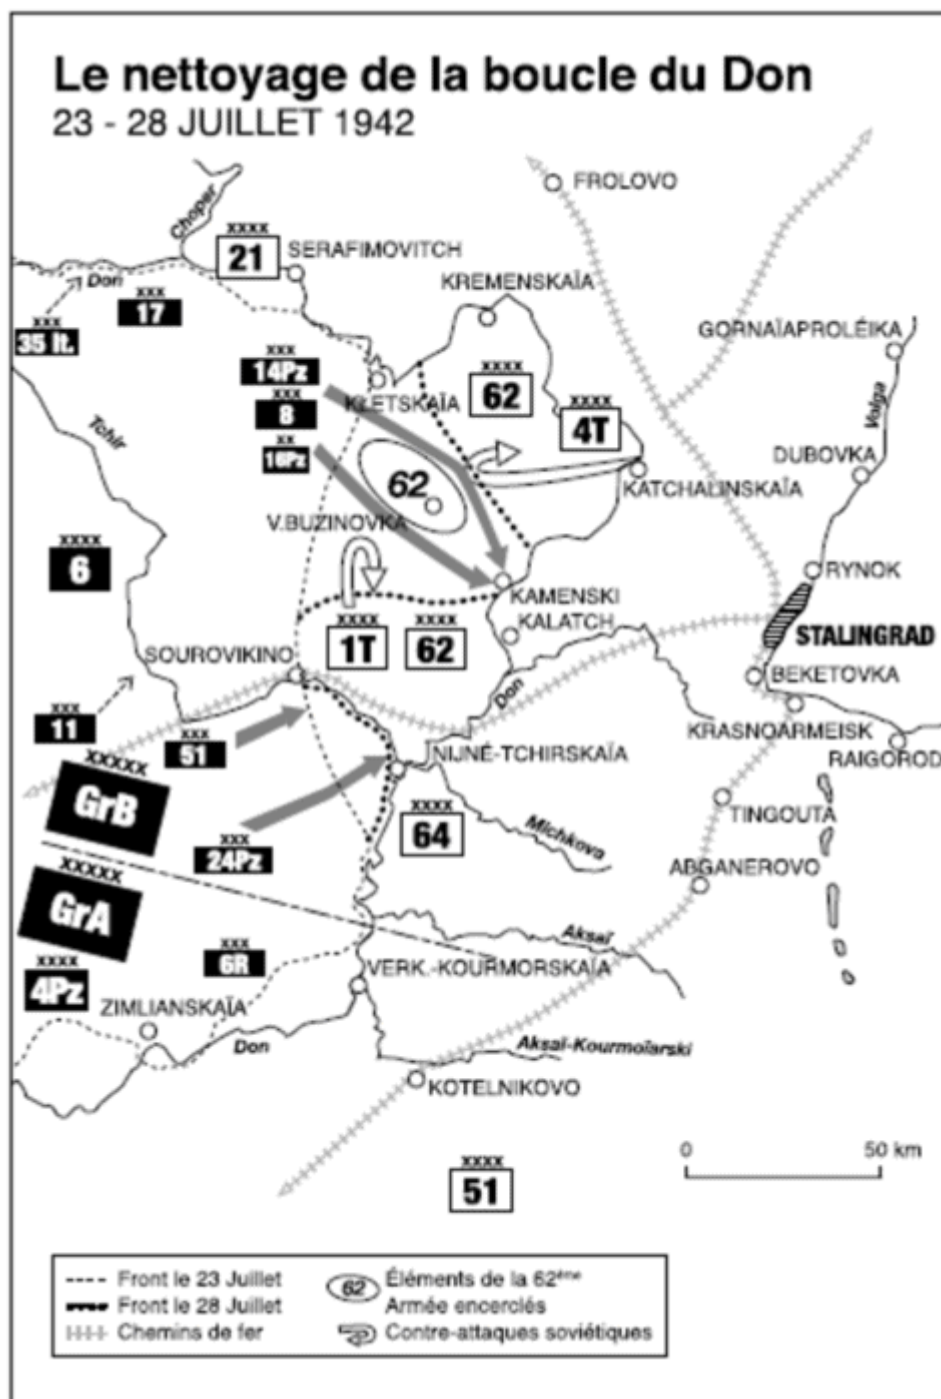 Le nettoyage de la boucle du Don
23 - 28 JUILLET 1942
FROLOVO
Choper
xxxx
21
SERAFIMOVITCH
Don
KREMENSKAÏA
xxx
17
xxx
35 It.
GORNAÏAPROLÉIKA
xxx
14Pz
xxx
8
xx
16Pz
KLETSKAÏA
xxxx
62
xxxx
4T
Volga
Tchir
DUBOVKA
62
KATCHALINSKAÏA
V.BUZINOVKA
xxxx
6
RYNOK
KAMENSKI
xxxx
1T
xxxx
62
KALATCH
STALINGRAD
SOUROVIKINO
BEKETOVKA
Don
xxx
11
xxx
51
KRASNOARMEISK
RAIGOROD
NIJNE-TCHIRSKAÏA
xxxxx
GrB
TINGOUTA
xxxx
64
Michkova
xxx
24Pz
ABGANEROVO
xxxxx
GrA
Aksaï
xxx
6R
VERK.-KOURMORSKAÏA
xxxx
4Pz
ZIMLIANSKAÏA
Don
Aksaï-Kourmoïarski
KOTELNIKOVO
0 50 km
xxxx
51
Front le 23 Juillet
Front le 28 Juillet
Chemins de fer
62
Éléments de la 62ème
Armée encerclés
Contre-attaques soviétiques